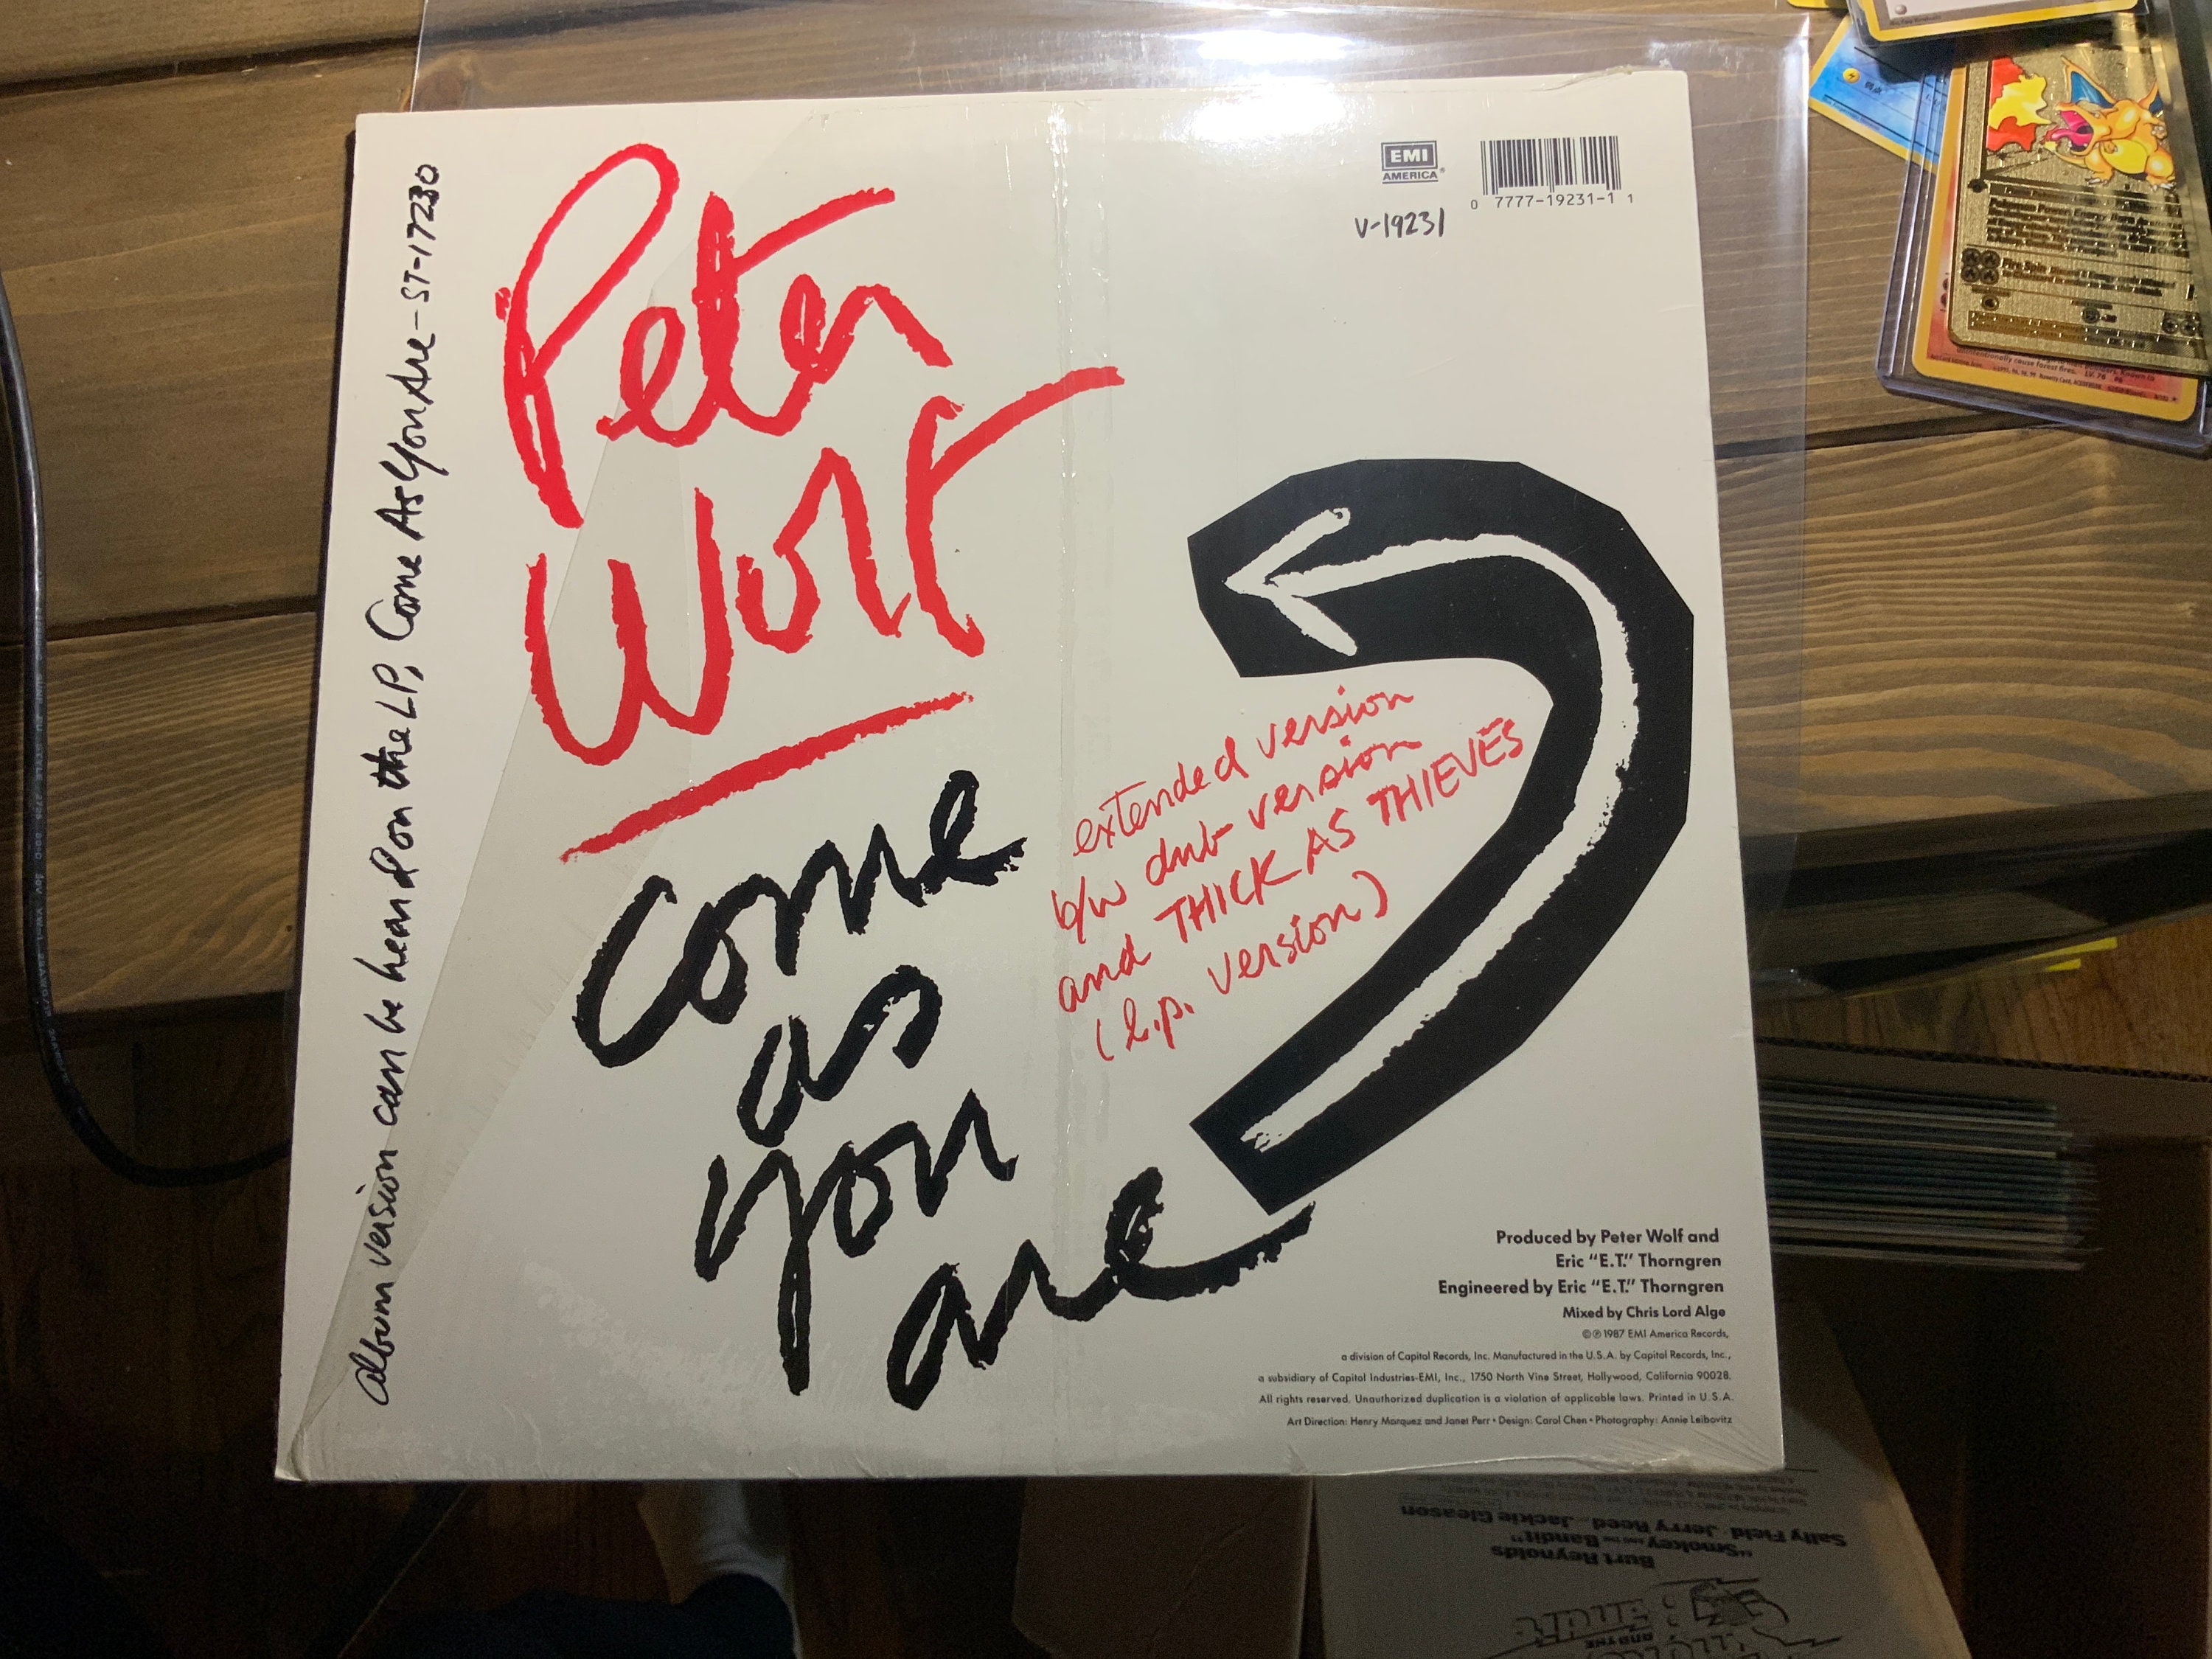 EMI
AMERICA®
0 7777-19231-1 1
V-19231
Peter
Wolf
come
as
you
are
extended version
b/w dub version
and THICK AS THIEVES
(l.p. version)
album version can be heard on the LP, Come As You Are - ST-17230
Produced by Peter Wolf and
Eric “E.T.” Thorngren
Engineered by Eric “E.T.” Thorngren
Mixed by Chris Lord Alge
©℗ 1987 EMI America Records,
a division of Capitol Records, Inc. Manufactured in the U.S.A. by Capitol Records, Inc.,
a subsidiary of Capitol Industries-EMI, Inc., 1750 North Vine Street, Hollywood, California 90028.
All rights reserved. Unauthorized duplication is a violation of applicable laws. Printed in U.S.A.
Art Direction: Henry Marquez and Janet Perr • Design: Carol Chen • Photography: Annie Leibovitz
Burt Reynolds
"Smokey AND THE Bandit"
Sally Field Jerry Reed Jackie Gleason
AND THE